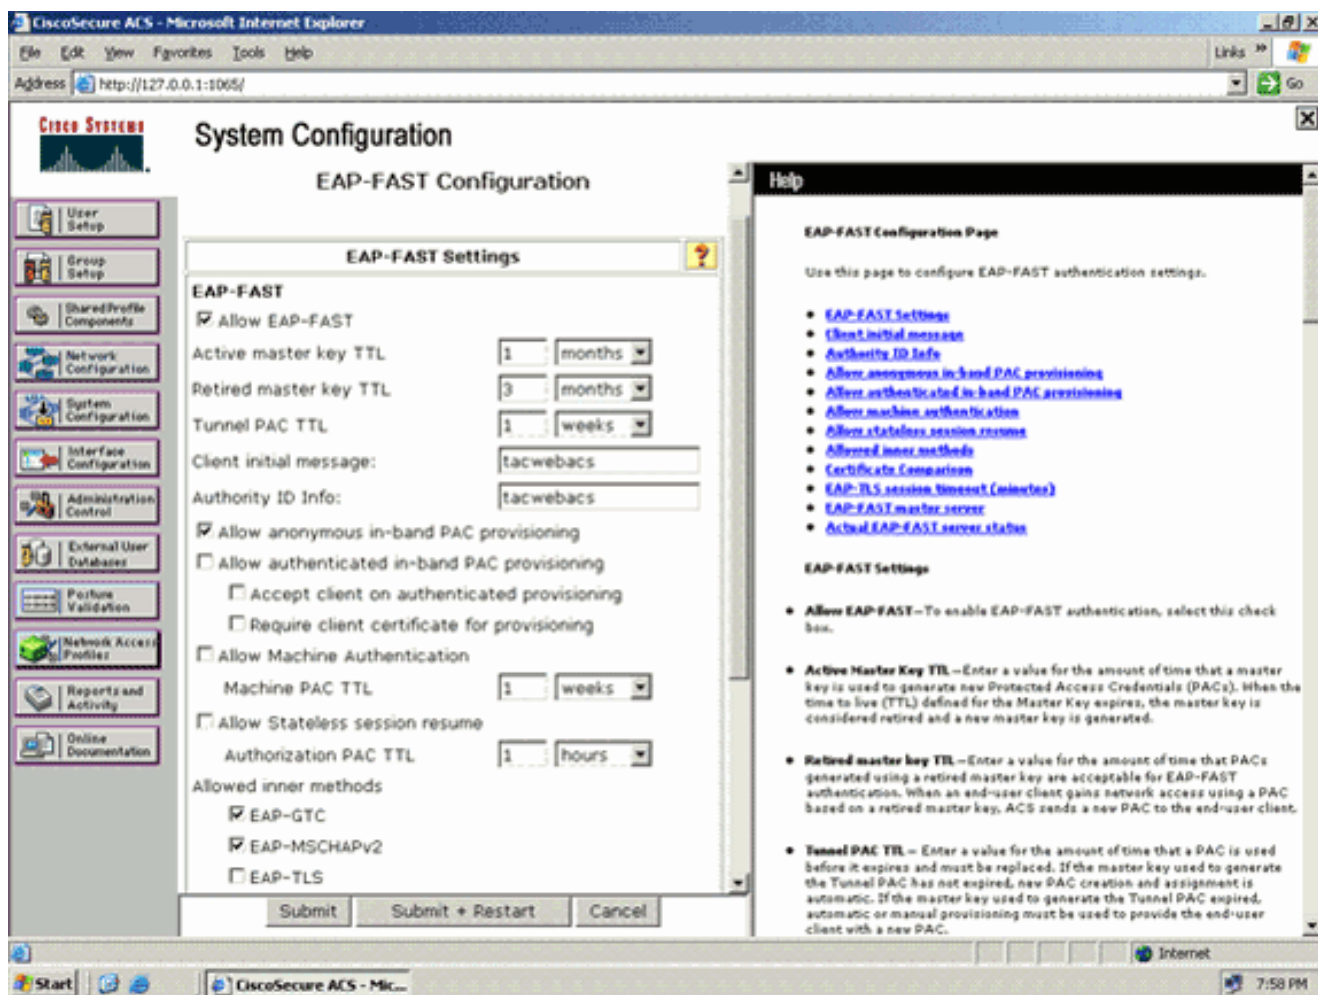 CiscoSecure ACS - Microsoft Internet Explorer
File Edit View Favorites Tools Help
Links »
Address http://127.0.0.1:1065/
Go
CISCO SYSTEMS
System Configuration
User Setup
Group Setup
Shared Profile Components
Network Configuration
System Configuration
Interface Configuration
Administration Control
External User Databases
Posture Validation
Network Access Profiles
Reports and Activity
Online Documentation
EAP-FAST Configuration
EAP-FAST Settings
?
EAP-FAST
Allow EAP-FAST
Active master key TTL 1 months
Retired master key TTL 3 months
Tunnel PAC TTL 1 weeks
Client initial message: tacwebacs
Authority ID Info: tacwebacs
Allow anonymous in-band PAC provisioning
Allow authenticated in-band PAC provisioning
Accept client on authenticated provisioning
Require client certificate for provisioning
Allow Machine Authentication
Machine PAC TTL 1 weeks
Allow Stateless session resume
Authorization PAC TTL 1 hours
Allowed inner methods
EAP-GTC
EAP-MSCHAPv2
EAP-TLS
Submit Submit + Restart Cancel
Help
EAP-FAST Configuration Page
Use this page to configure EAP-FAST authentication settings.
EAP-FAST Settings
Client initial message
Authority ID Info
Allow anonymous in-band PAC provisioning
Allow authenticated in-band PAC provisioning
Allow machine authentication
Allow stateless session resume
Allowed inner methods
Certificate Comparison
EAP-TLS session timeout (minutes)
EAP-FAST master server
Actual EAP-FAST server status
EAP-FAST Settings
Allow EAP-FAST—To enable EAP-FAST authentication, select this check
box.
Active Master Key TTL—Enter a value for the amount of time that a master
key is used to generate new Protected Access Credentials (PACs). When the
time to live (TTL) defined for the Master Key expires, the master key is
considered retired and a new master key is generated.
Retired master key TTL—Enter a value for the amount of time that PACs
generated using a retired master key are acceptable for EAP-FAST
authentication. When an end-user client gains network access using a PAC
based on a retired master key, ACS sends a new PAC to the end-user client.
Tunnel PAC TTL— Enter a value for the amount of time that a PAC is used
before it expires and must be replaced. If the master key used to generate
the Tunnel PAC has not expired, new PAC creation and assignment is
automatic. If the master key used to generate the Tunnel PAC expired,
automatic or manual provisioning must be used to provide the end-user
client with a new PAC.
Internet
Start
CiscoSecure ACS - Mic...
7:58 PM